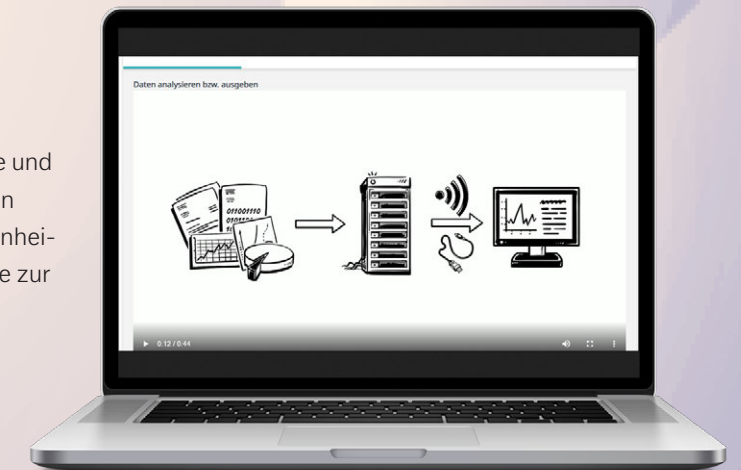 e und
n
nhei-
e zur
Daten analysieren bzw. ausgeben
011001110
0:12 / 0:44